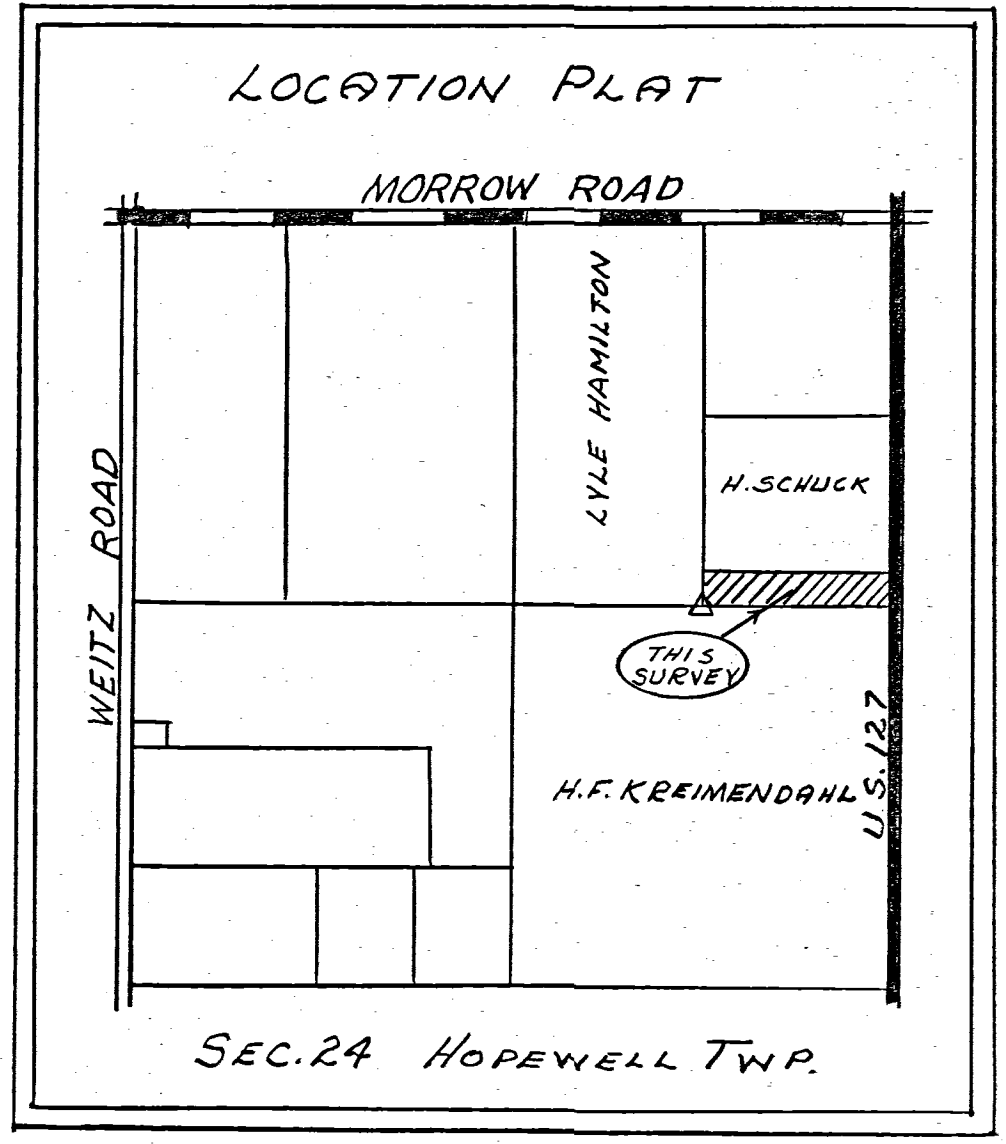 LOCATION PLAT
MORROW ROAD
LYLE HAMILTON
H. SCHUCK
WEITZ ROAD
THIS
SURVEY
H.F. KREIMENDAHL
U.S. 127
SEC. 24 HOPEWELL TWP.